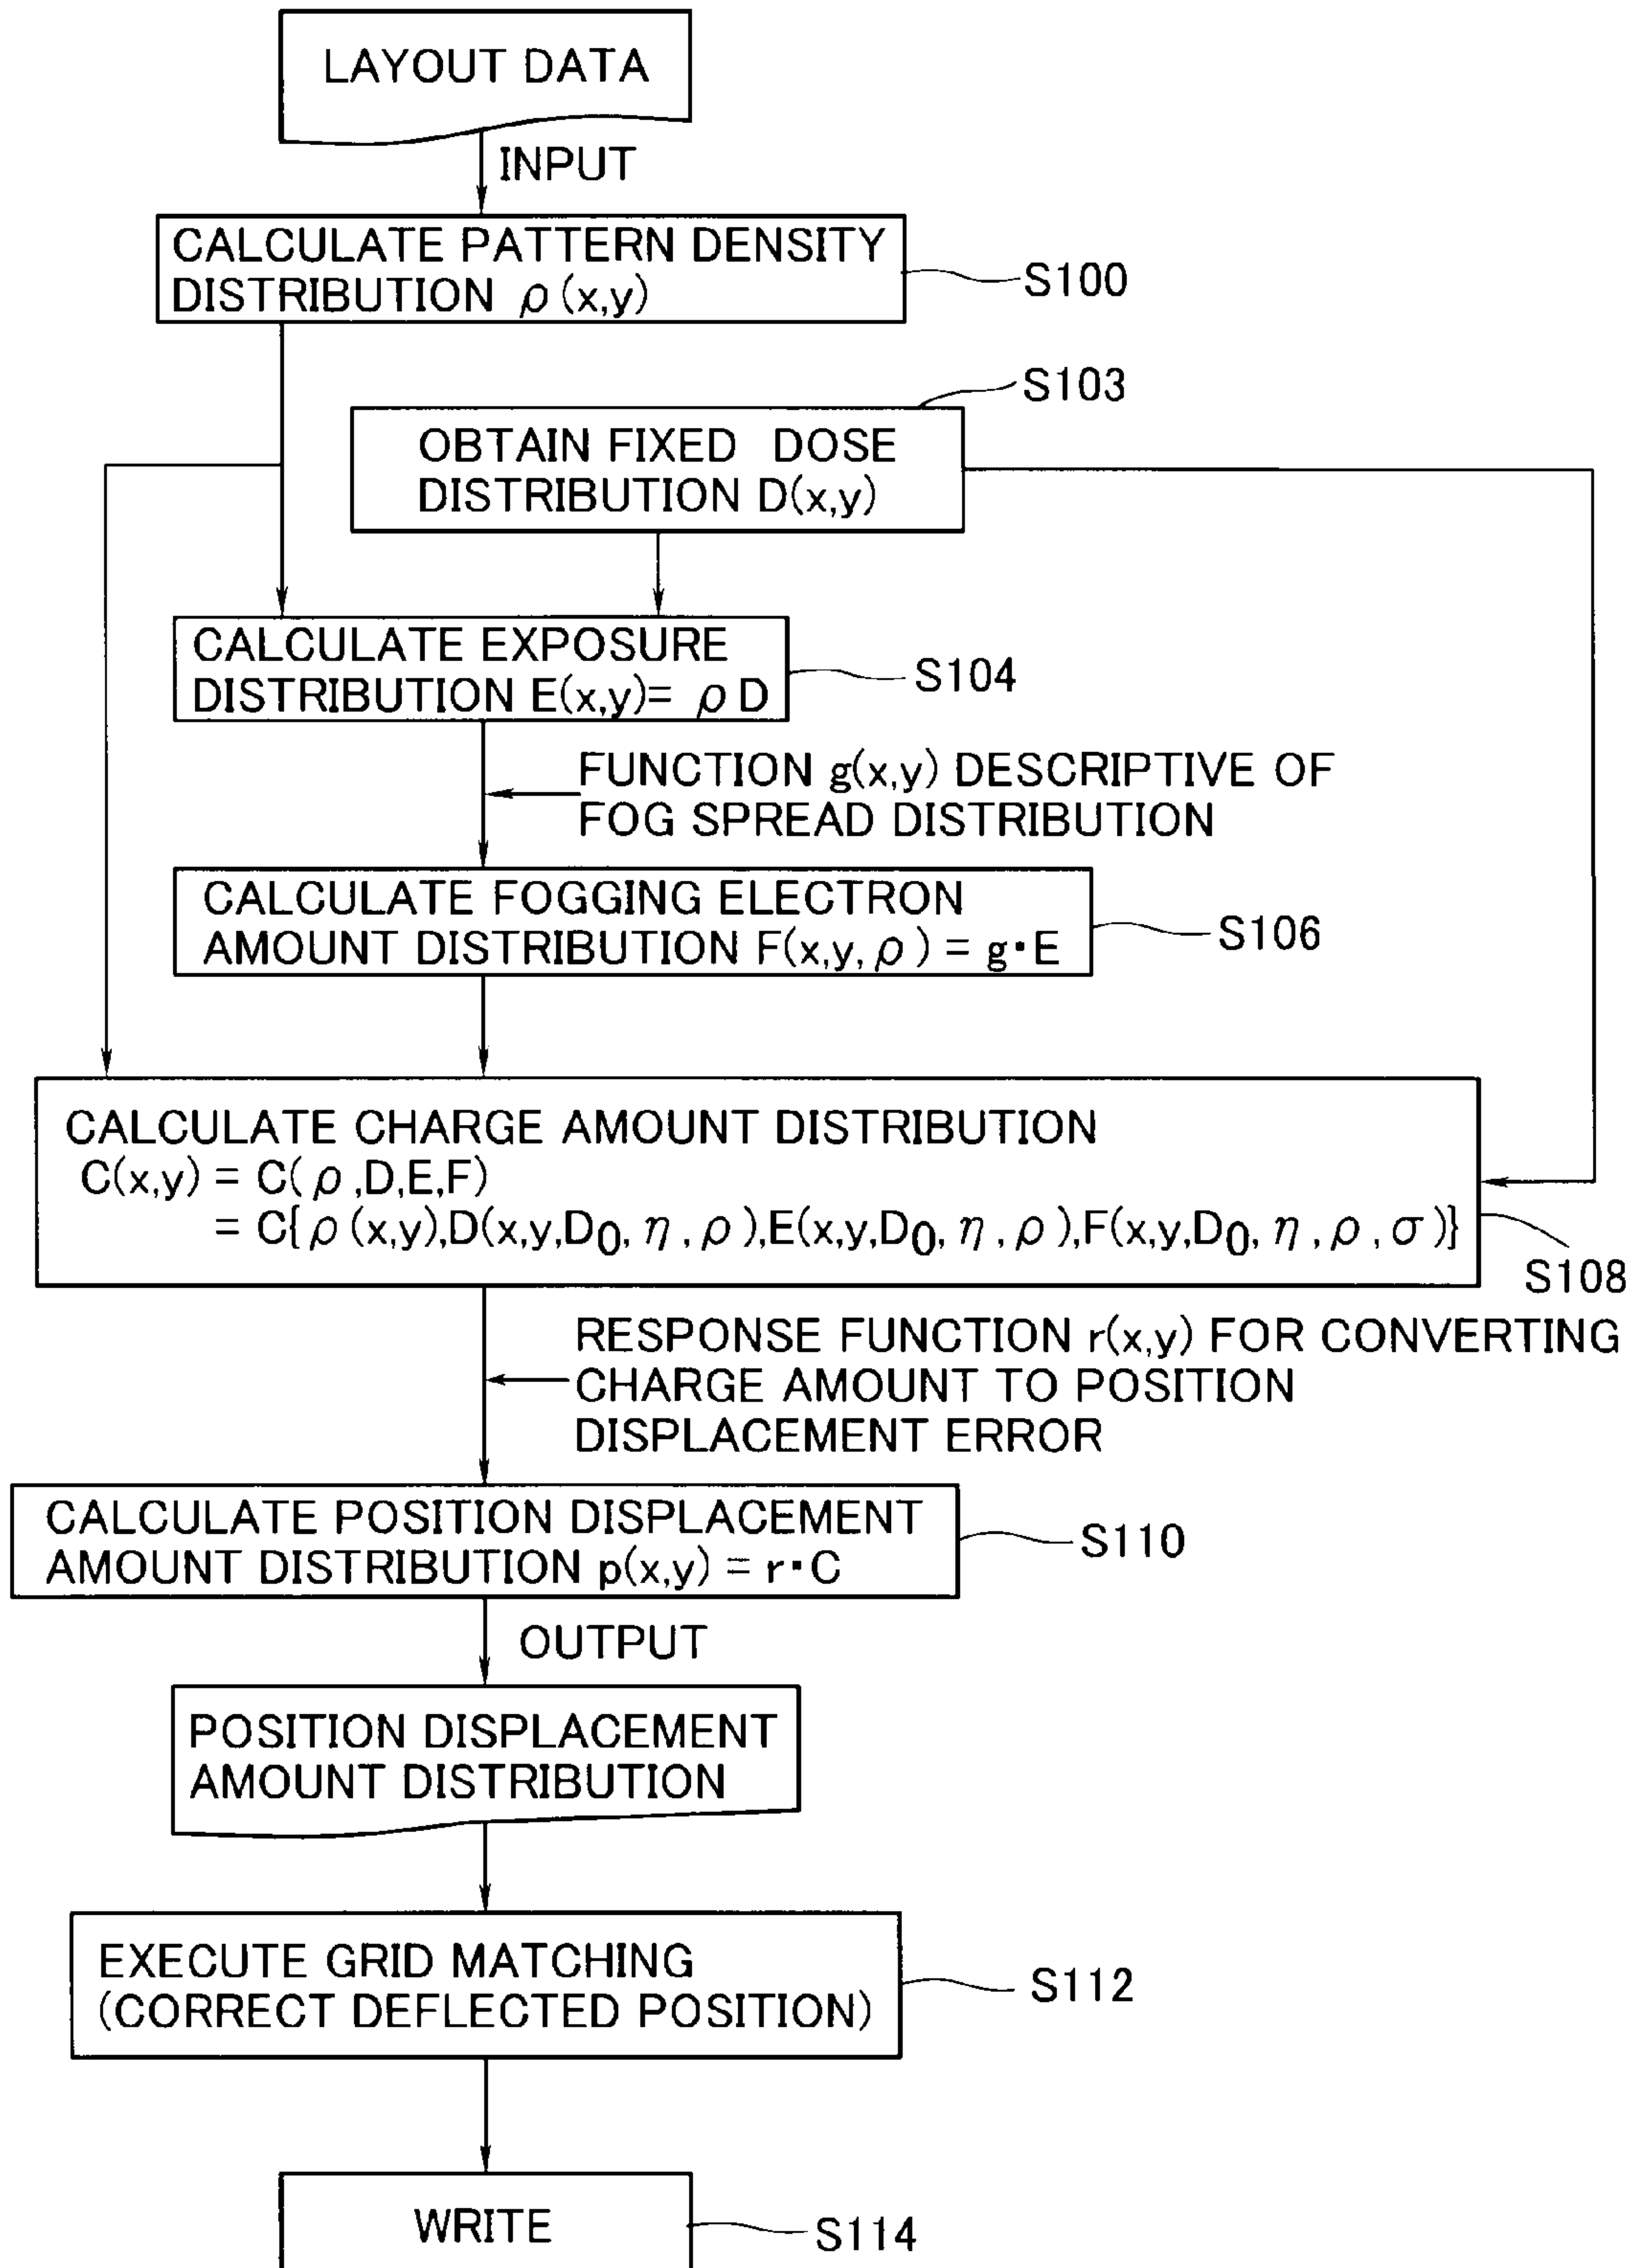 LAYOUT DATA
INPUT
CALCULATE PATTERN DENSITY
DISTRIBUTION ρ(x,y)
S100
S103
OBTAIN FIXED DOSE
DISTRIBUTION D(x,y)
CALCULATE EXPOSURE
DISTRIBUTION E(x,y)= ρD
S104
FUNCTION g(x,y) DESCRIPTIVE OF
FOG SPREAD DISTRIBUTION
CALCULATE FOGGING ELECTRON
AMOUNT DISTRIBUTION F(x,y,ρ) = g·E
S106
CALCULATE CHARGE AMOUNT DISTRIBUTION
C(x,y) = C(ρ,D,E,F)
= C{ρ(x,y),D(x,y,D0,η,ρ),E(x,y,D0,η,ρ),F(x,y,D0,η,ρ,σ)}
S108
RESPONSE FUNCTION r(x,y) FOR CONVERTING
CHARGE AMOUNT TO POSITION
DISPLACEMENT ERROR
CALCULATE POSITION DISPLACEMENT
AMOUNT DISTRIBUTION p(x,y) = r·C
S110
OUTPUT
POSITION DISPLACEMENT
AMOUNT DISTRIBUTION
EXECUTE GRID MATCHING
(CORRECT DEFLECTED POSITION)
S112
WRITE
S114